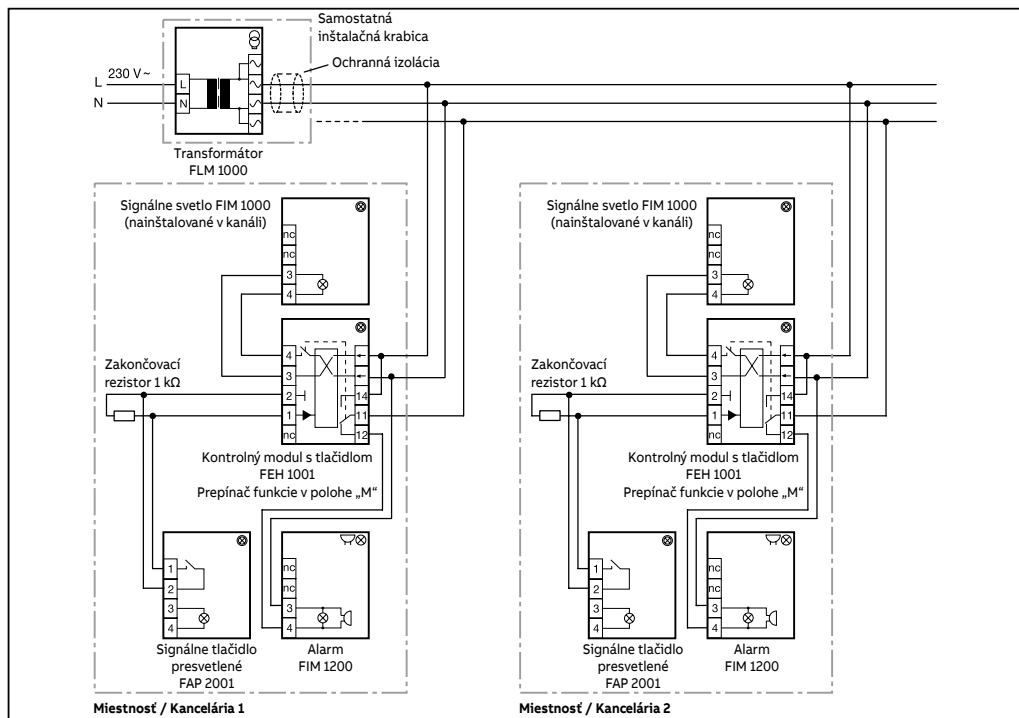 Samostatná
inštalačná krabica
Ochranná izolácia
L 230 V~
N
L
N
Transformátor
FLM 1000
Signálne svetlo FIM 1000
(nainštalované v kanáli)
nc
nc
3
4
Zakončovací
rezistor 1 kΩ
4
3
2
1
nc
14
11
12
Kontrolný modul s tlačidlom
FEH 1001
Prepínač funkcie v polohe „M“
1
2
3
4
Signálne tlačidlo
presvetlené
FAP 2001
nc
nc
3
4
Alarm
FIM 1200
Miestnosť / Kancelária 1
Signálne svetlo FIM 1000
(nainštalované v kanáli)
nc
nc
3
4
Zakončovací
rezistor 1 kΩ
4
3
2
1
nc
14
11
12
Kontrolný modul s tlačidlom
FEH 1001
Prepínač funkcie v polohe „M“
1
2
3
4
Signálne tlačidlo
presvetlené
FAP 2001
nc
nc
3
4
Alarm
FIM 1200
Miestnosť / Kancelária 2